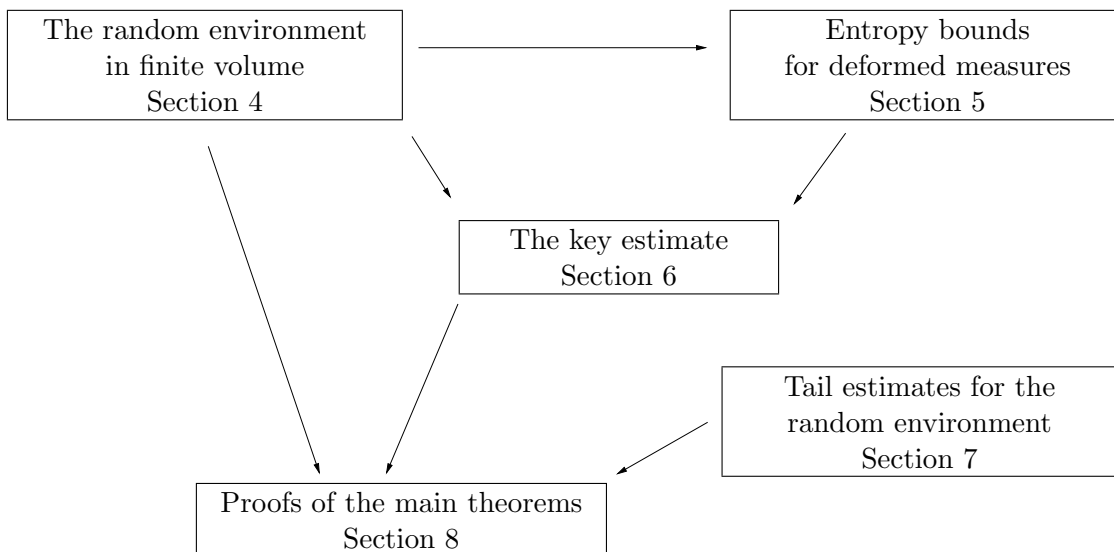 The random environment
in finite volume
Section 4
Entropy bounds
for deformed measures
Section 5
The key estimate
Section 6
Tail estimates for the
random environment
Section 7
Proofs of the main theorems
Section 8